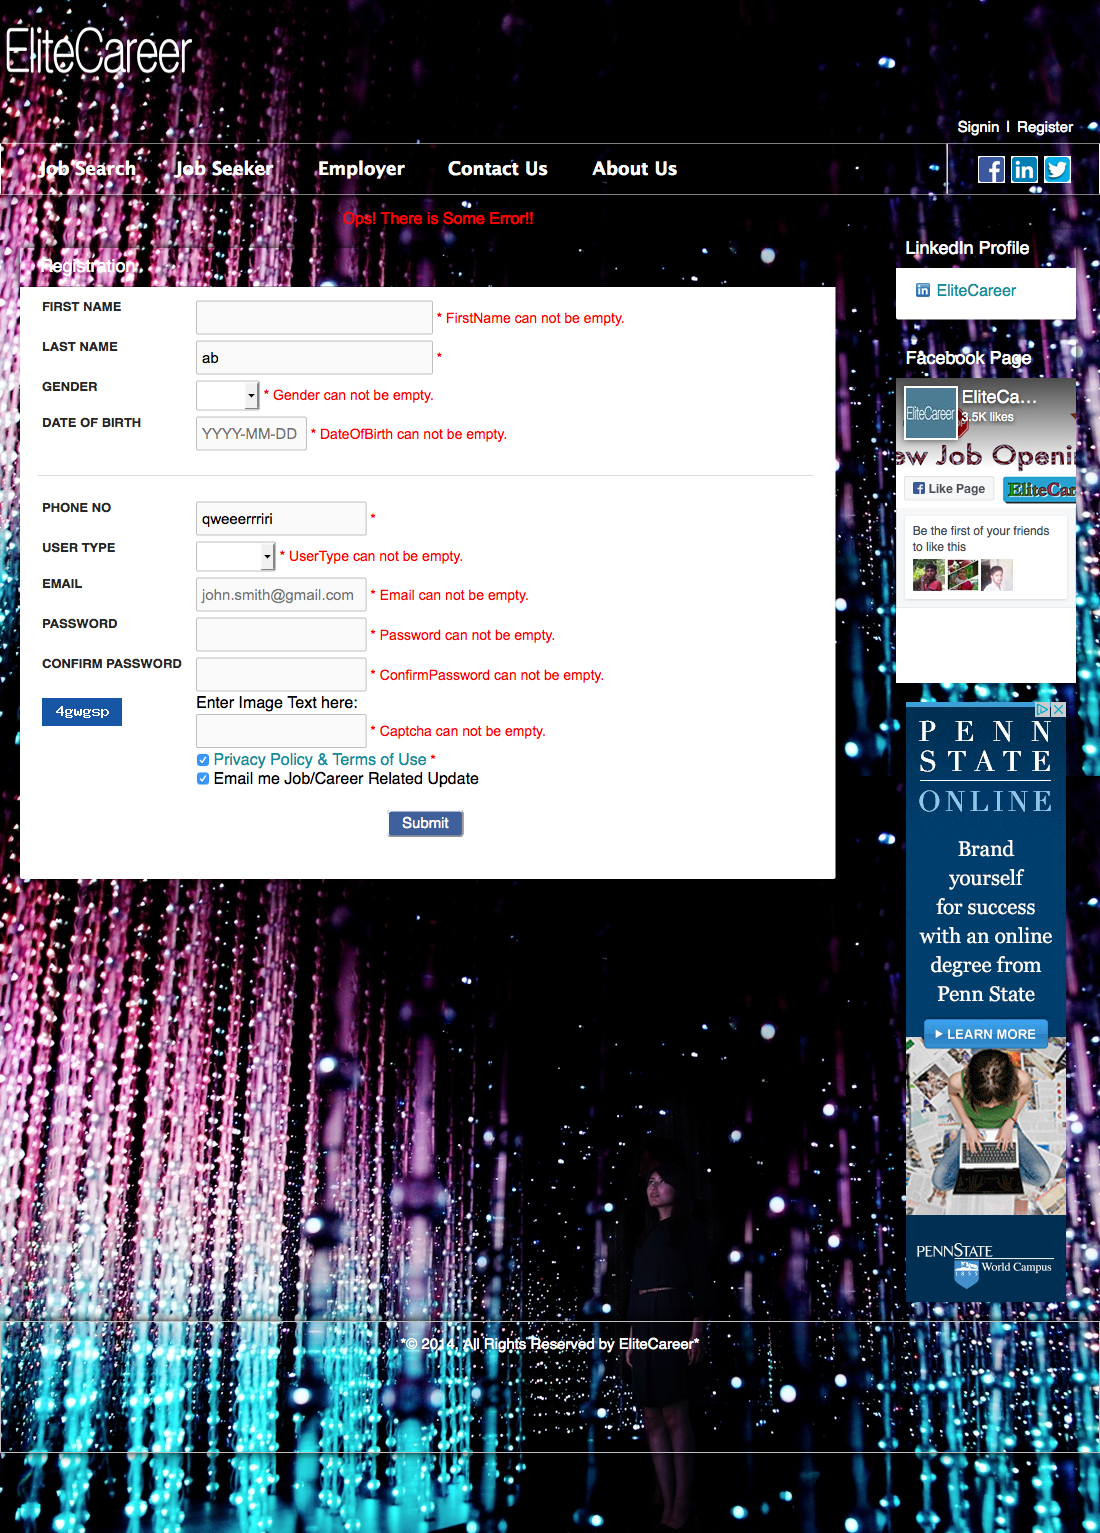 EliteCareer
Signin | Register
Job Search Job Seeker Employer Contact Us About Us
Ops! There is Some Error!!
Registration
FIRST NAME
* FirstName can not be empty.
LAST NAME
ab *
GENDER
* Gender can not be empty.
DATE OF BIRTH
YYYY-MM-DD * DateOfBirth can not be empty.
PHONE NO
qweeerrriri *
USER TYPE
* UserType can not be empty.
EMAIL
john.smith@gmail.com * Email can not be empty.
PASSWORD
* Password can not be empty.
CONFIRM PASSWORD
* ConfirmPassword can not be empty.
4gwgsp
Enter Image Text here:
* Captcha can not be empty.
Privacy Policy & Terms of Use *
Email me Job/Career Related Update
Submit
LinkedIn Profile
in EliteCareer
Facebook Page
EliteCareer
EliteCa...
3.5K likes
ew Job Openi
Like Page
EliteCar
Be the first of your friends
to like this
PENN
STATE
ONLINE
Brand
yourself
for success
with an online
degree from
Penn State
LEARN MORE
PENNSTATE
1855
World Campus
*© 2014, All Rights Reserved by EliteCareer*